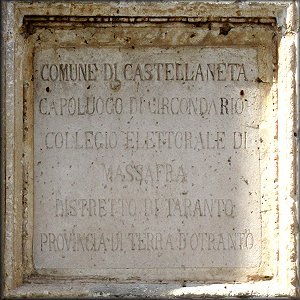 COMUNE DI CASTELLANETA
CAPOLUOGO DI CIRCONDARIO
COLLEGIO ELETTORALE DI
MASSAFRA
DISTRETTO DI TARANTO
PROVINCIA DI TERRA D'OTRANTO